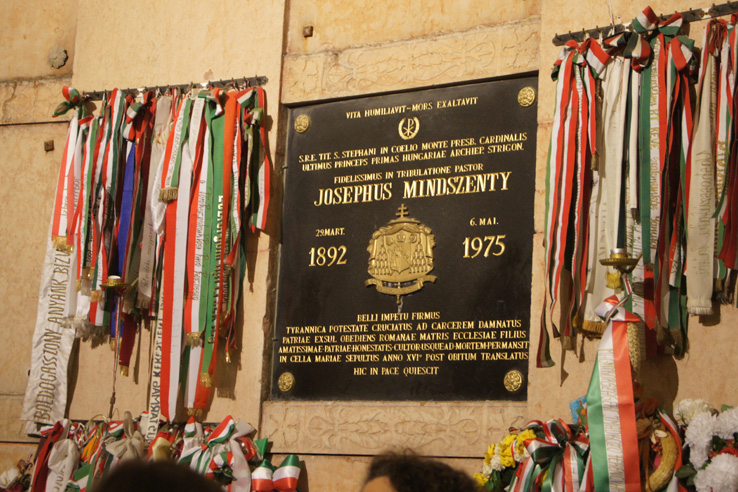 VITA HUMILIAVIT - MORS EXALTAVIT
S.R.E. TIT. S. STEPHANI IN COELIO MONTE PRESB. CARDINALIS
ULTIMUS PRINCEPS PRIMAS HUNGARIAE ARCHIEP. STRIGON.
FIDELISSIMUS IN TRIBULATIONE PASTOR
JOSEPHUS MINDSZENTY
29 MART. 6. MAI.
1892 1975
BELLI IMPETU FIRMUS
TYRANNICA POTESTATE CRUCIATUS AD CARCEREM DAMNATUS
PATRIAE EXSUL OBEDIENS ROMANAE MATRIS ECCLESIAE FILIUS
AMATISSIMAE·PATRIAE·HONESTATIS·CULTOR·USQUE·AD·MORTEM·PERMANSIT
IN CELLA MARIAE SEPULTUS ANNO XVIº POST OBITUM TRANSLATUS
HIC IN PACE QUIESCIT